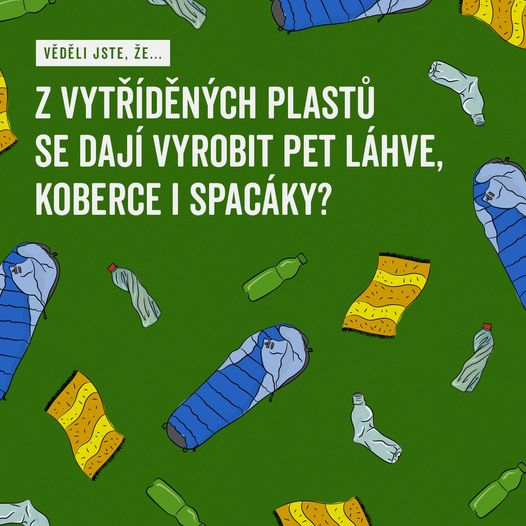 VĚDĚLI JSTE, ŽE...
Z VYTŘÍDĚNÝCH PLASTŮ
SE DAJÍ VYROBIT PET LÁHVE,
KOBERCE I SPACÁKY?